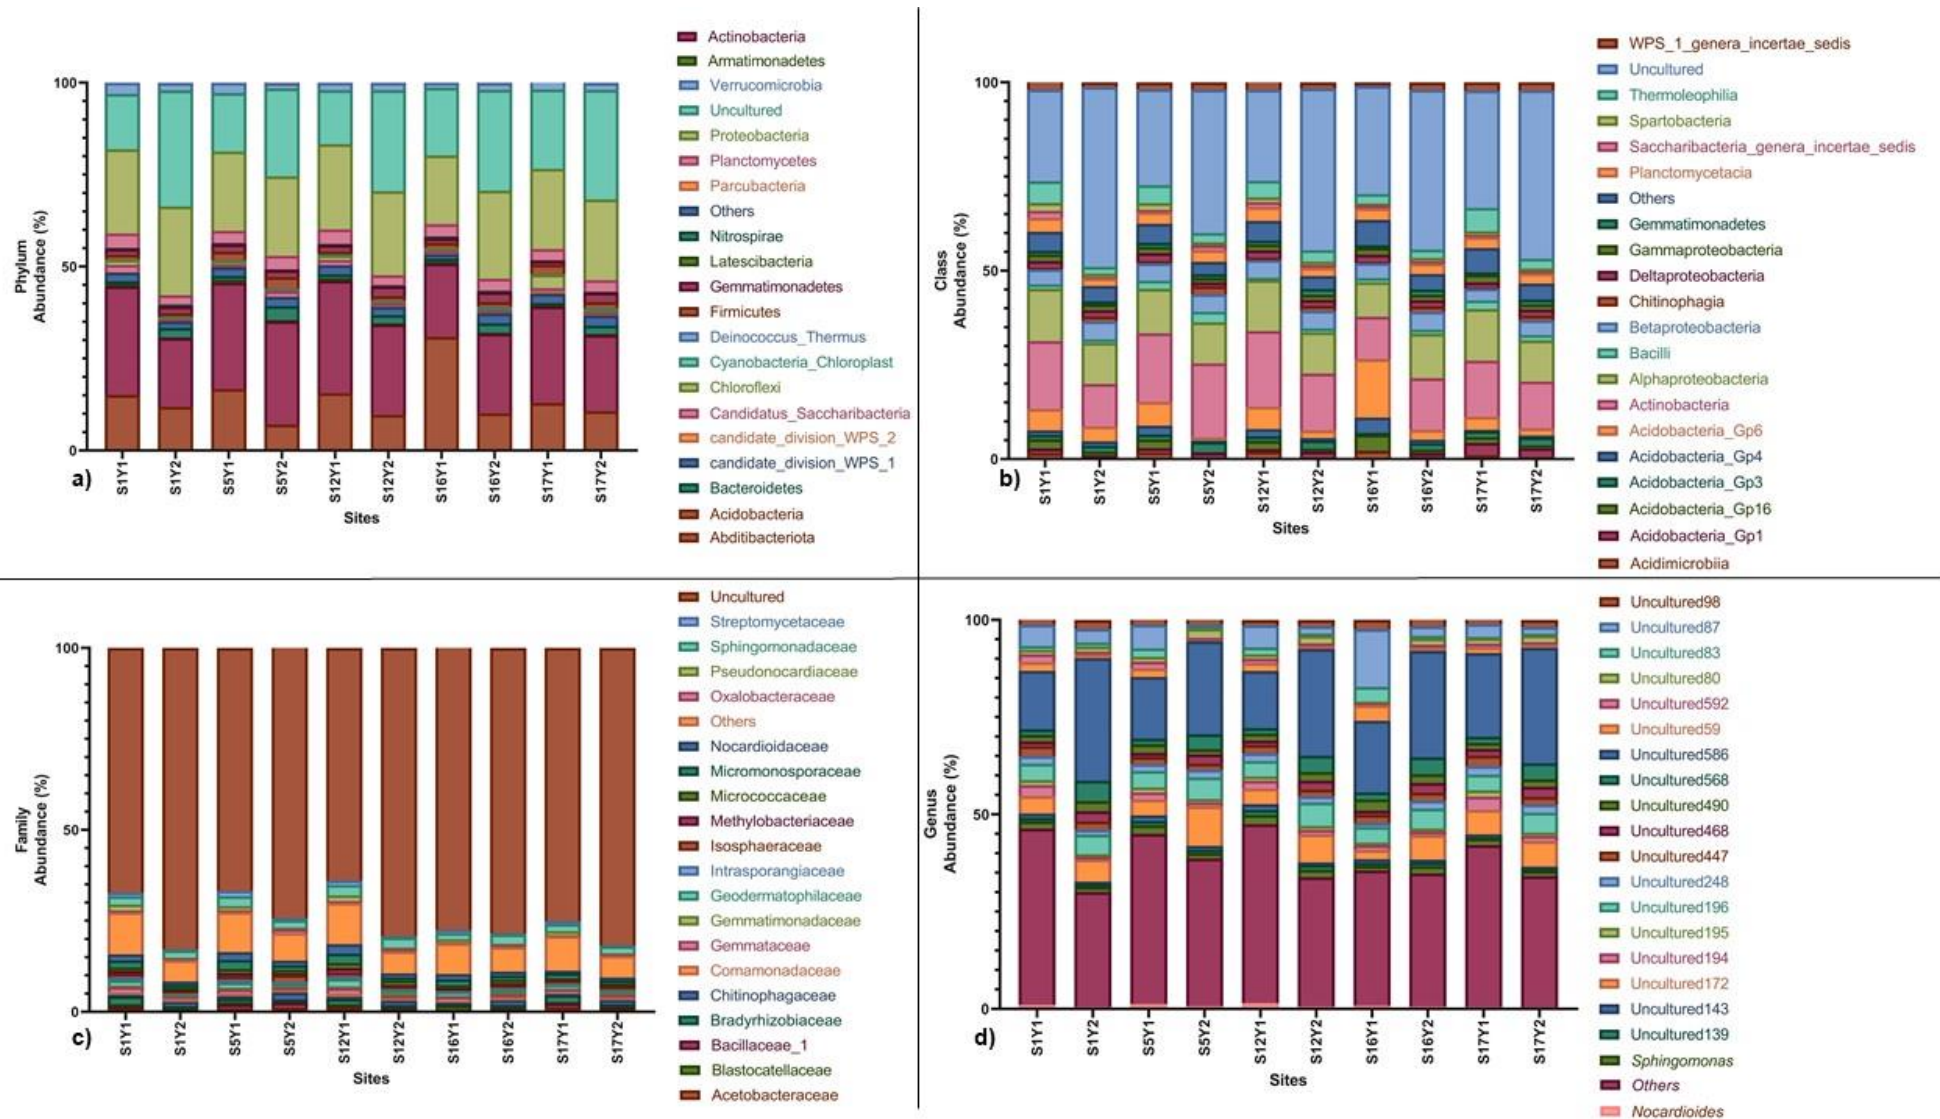 Phylum
Abundance (%)
100
50
0
S1Y1
S1Y2
S5Y1
S5Y2
S12Y1
S12Y2
S16Y1
S16Y2
S17Y1
S17Y2
a)
Sites
Actinobacteria
Armatimonadetes
Verrucomicrobia
Uncultured
Proteobacteria
Planctomycetes
Parcubacteria
Others
Nitrospirae
Latescibacteria
Gemmatimonadetes
Firmicutes
Deinococcus_Thermus
Cyanobacteria_Chloroplast
Chloroflexi
Candidatus_Saccharibacteria
candidate_division_WPS_2
candidate_division_WPS_1
Bacteroidetes
Acidobacteria
Abditibacteriota
Class
Abundance (%)
100
50
0
S1Y1
S1Y2
S5Y1
S5Y2
S12Y1
S12Y2
S16Y1
S16Y2
S17Y1
S17Y2
b)
Sites
WPS_1_genera_incertae_sedis
Uncultured
Thermoleophilia
Spartobacteria
Saccharibacteria_genera_incertae_sedis
Planctomycetacia
Others
Gemmatimonadetes
Gammaproteobacteria
Deltaproteobacteria
Chitinophagia
Betaproteobacteria
Bacilli
Alphaproteobacteria
Actinobacteria
Acidobacteria_Gp6
Acidobacteria_Gp4
Acidobacteria_Gp3
Acidobacteria_Gp16
Acidobacteria_Gp1
Acidimicrobiia
Family
Abundance (%)
100
50
0
S1Y1
S1Y2
S5Y1
S5Y2
S12Y1
S12Y2
S16Y1
S16Y2
S17Y1
S17Y2
c)
Sites
Uncultured
Streptomycetaceae
Sphingomonadaceae
Pseudonocardiaceae
Oxalobacteraceae
Others
Nocardioidaceae
Micromonosporaceae
Micrococcaceae
Methylobacteriaceae
Isosphaeraceae
Intrasporangiaceae
Geodermatophilaceae
Gemmatimonadaceae
Gemmataceae
Comamonadaceae
Chitinophagaceae
Bradyrhizobiaceae
Bacillaceae_1
Blastocatellaceae
Acetobacteraceae
Genus
Abundance (%)
100
50
0
S1Y1
S1Y2
S5Y1
S5Y2
S12Y1
S12Y2
S16Y1
S16Y2
S17Y1
S17Y2
d)
Sites
Uncultured98
Uncultured87
Uncultured83
Uncultured80
Uncultured592
Uncultured59
Uncultured586
Uncultured568
Uncultured490
Uncultured468
Uncultured447
Uncultured248
Uncultured196
Uncultured195
Uncultured194
Uncultured172
Uncultured143
Uncultured139
Sphingomonas
Others
Nocardioides